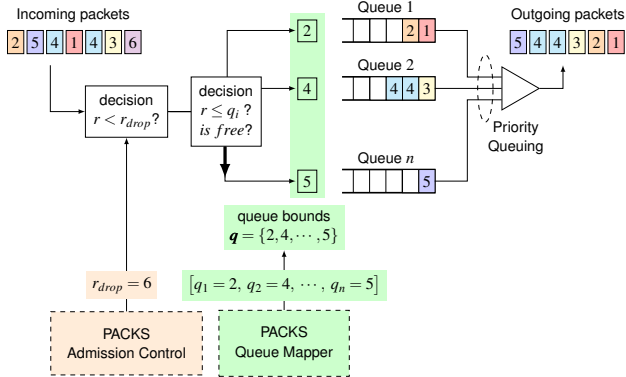 Incoming packets
2 5 4 1 4 3 6
decision
r < r_drop?
decision
r ≤ q_i ?
is free?
2
4
5
Queue 1
2 1
Queue 2
4 4 3
Queue n
5
Priority
Queuing
Outgoing packets
5 4 4 3 2 1
queue bounds
q = {2,4,··· ,5}
r_drop = 6
[q_1 = 2, q_2 = 4, ··· , q_n = 5]
PACKS
Admission Control
PACKS
Queue Mapper